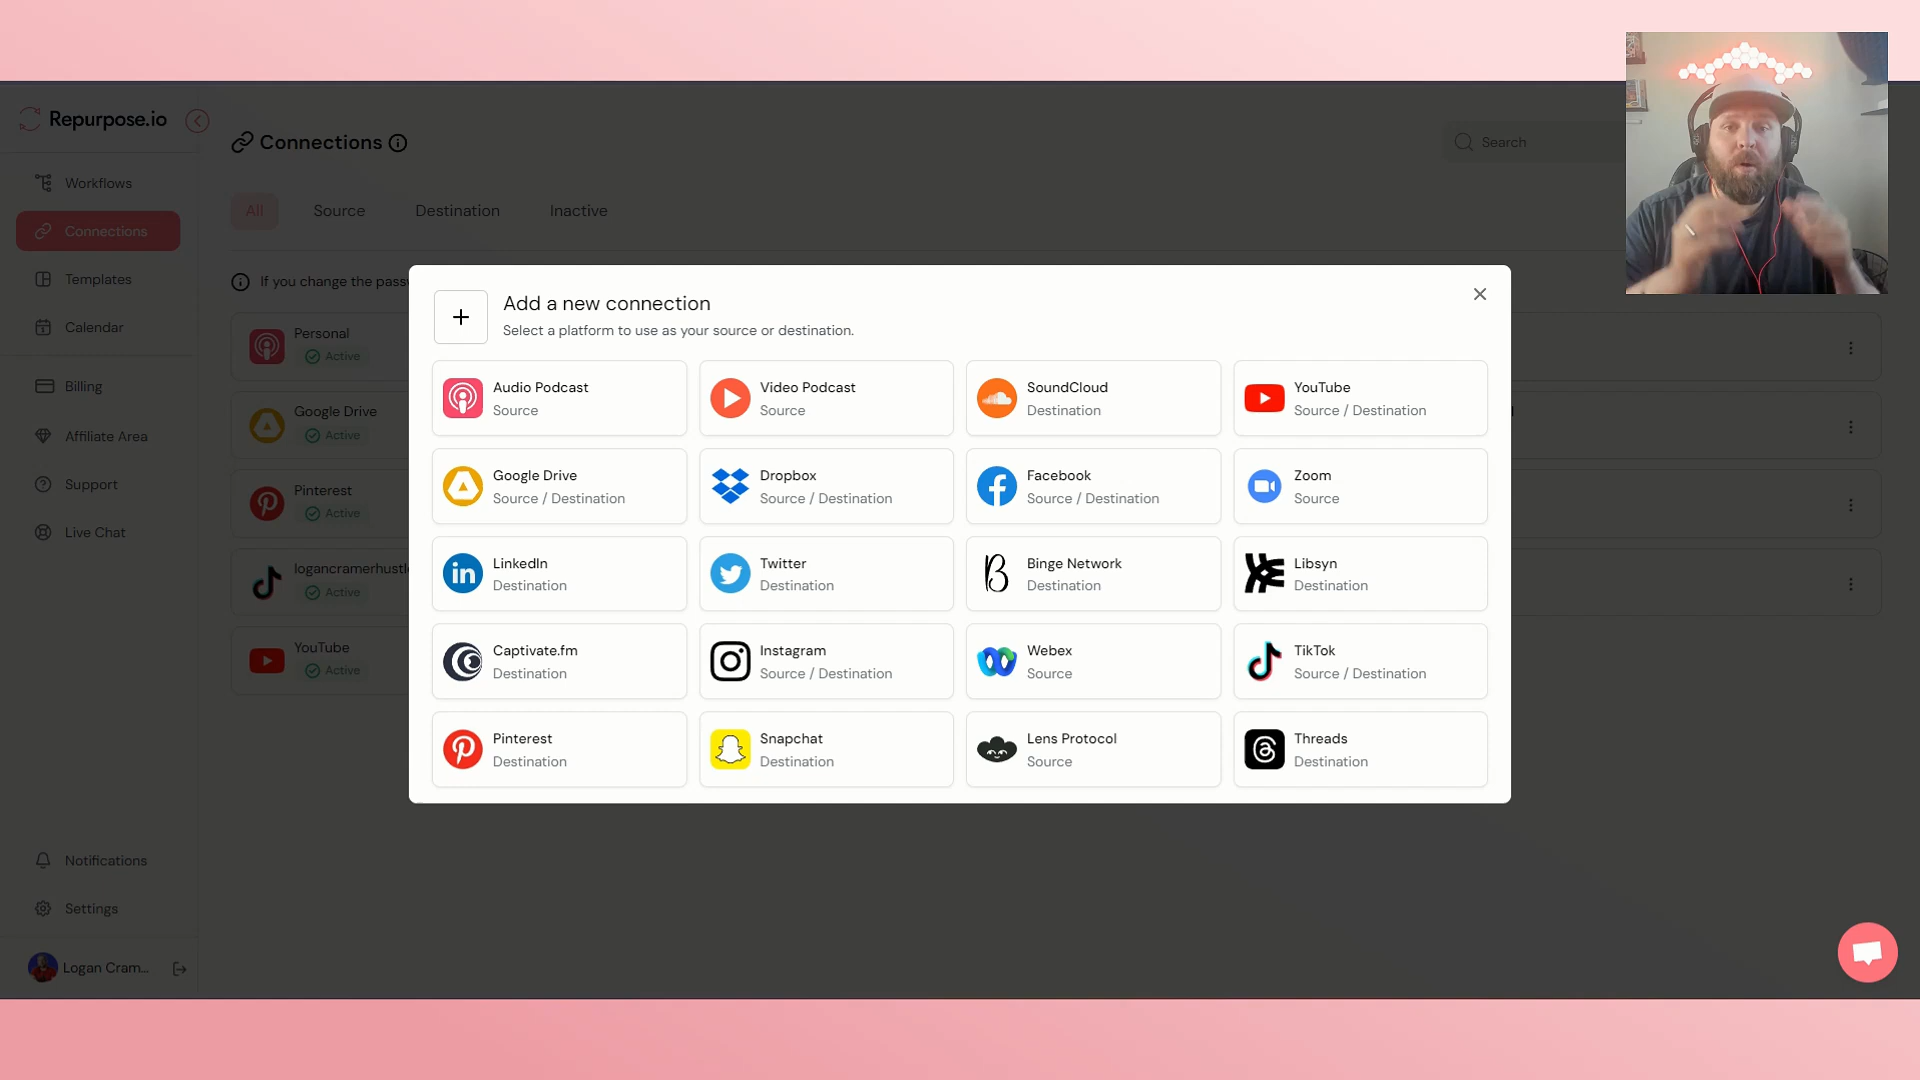 Repurpose.io
Workflows
Connections
Templates
Calendar
Billing
Affiliate Area
Support
Live Chat
Notifications
Settings
Logan Cram...
Connections
Search
All
Source
Destination
Inactive
If you change the passw
Personal
Active
Google Drive
Active
Pinterest
Active
logancramerhustle
Active
YouTube
Active
Add a new connection
Select a platform to use as your source or destination.
Audio Podcast
Source
Video Podcast
Source
SoundCloud
Destination
YouTube
Source / Destination
Google Drive
Source / Destination
Dropbox
Source / Destination
Facebook
Source / Destination
Zoom
Source
LinkedIn
Destination
Twitter
Destination
Binge Network
Destination
Libsyn
Destination
Captivate.fm
Destination
Instagram
Source / Destination
Webex
Source
TikTok
Source / Destination
Pinterest
Destination
Snapchat
Destination
Lens Protocol
Source
Threads
Destination